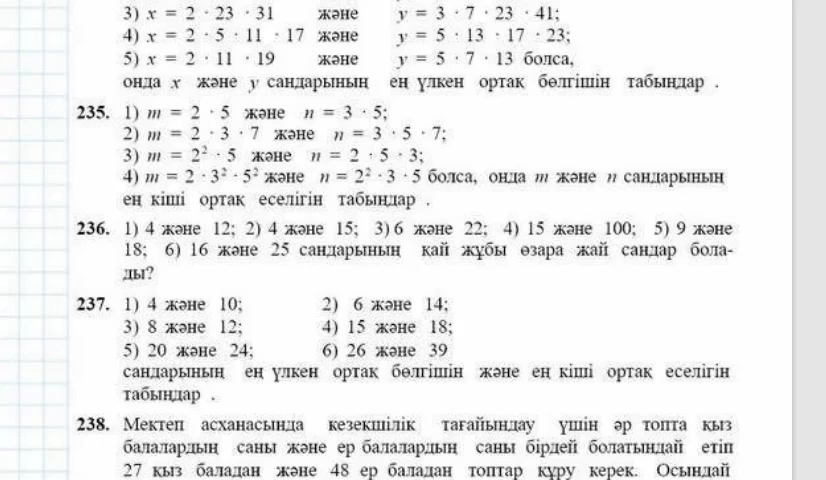 3) x = 2 · 23 · 31 және y = 3 · 7 · 23 · 41;
4) x = 2 · 5 · 11 · 17 және y = 5 · 13 · 17 · 23;
5) x = 2 · 11 · 19 және y = 5 · 7 · 13 болса,
онда x және y сандарының ең үлкен ортақ бөлгішін табыңдар .
235. 1) m = 2 · 5 және n = 3 · 5;
2) m = 2 · 3 · 7 және n = 3 · 5 · 7;
3) m = 2² · 5 және n = 2 · 5 · 3;
4) m = 2 · 3² · 5² және n = 2² · 3 · 5 болса, онда m және n сандарының
ең кіші ортақ еселігін табыңдар .
236. 1) 4 және 12; 2) 4 және 15; 3) 6 және 22; 4) 15 және 100; 5) 9 және
18; 6) 16 және 25 сандарының қай жұбы өзара жай сандар бола-
ды?
237. 1) 4 және 10; 2) 6 және 14;
3) 8 және 12; 4) 15 және 18;
5) 20 және 24; 6) 26 және 39
сандарының ең үлкен ортақ бөлгішін және ең кіші ортақ еселігін
табыңдар .
238. Мектеп асханасында кезекшілік тағайындау үшін әр топта қыз
балалардың саны және ер балалардың саны бірдей болатындай етіп
27 қыз баладан және 48 ер баладан топтар құру керек. Осындай